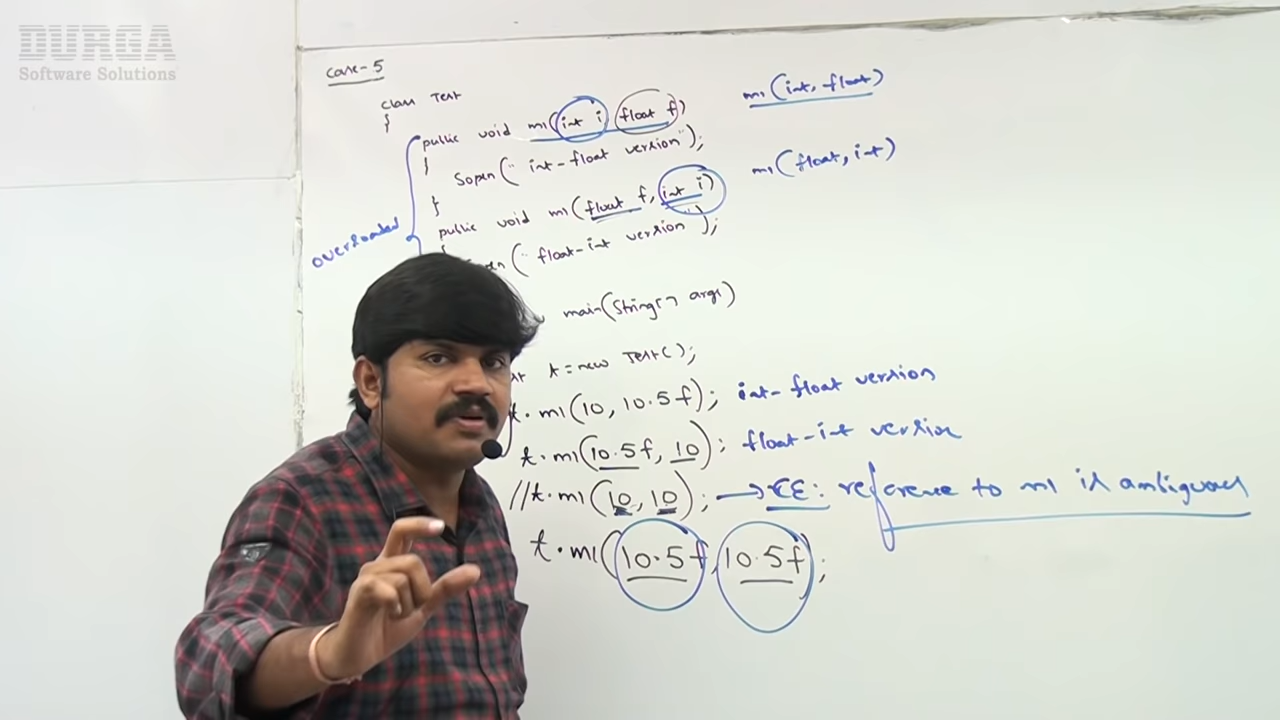 DURGA
Software Solutions
case-5
class Test
{
public void m1(int i, float f)
{
Sopln("int-float version");
}
public void m1(float f, int i)
{
("float-int version");
overloaded
m1(int, float)
m1(float, int)
main(String[] args)
t = new Test();
t.m1(10, 10.5f); int-float version
t.m1(10.5f, 10); float-int version
//t.m1(10, 10); → CE: reference to m1 is ambiguous
t.m1(10.5f, 10.5f);